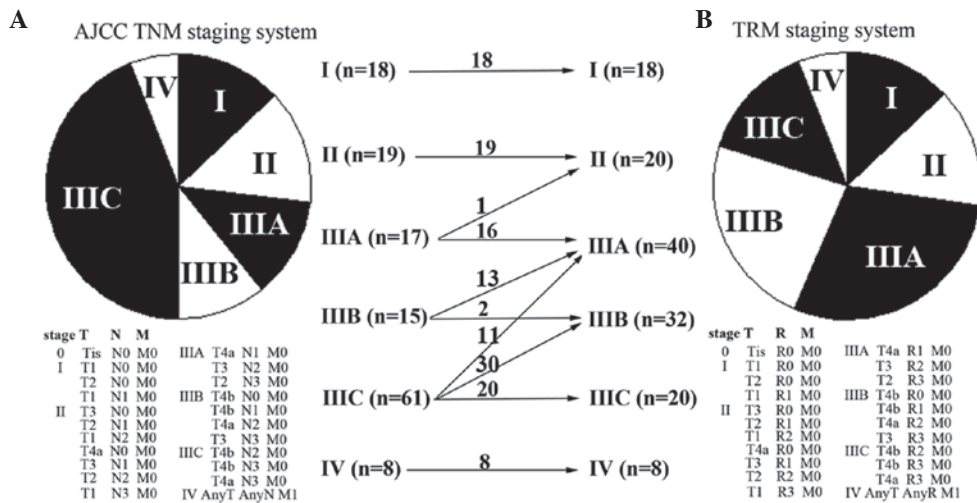 A
AJCC TNM staging system
IV
I
II
IIIA
IIIB
IIIC
stage T N M
0 Tis N0 M0
I T1 N0 M0
T2 N0 M0
T1 N1 M0
II T3 N0 M0
T2 N1 M0
T1 N2 M0
T4a N0 M0
T3 N1 M0
T2 N2 M0
T1 N3 M0
IIIA T4a N1 M0
T3 N2 M0
T2 N3 M0
IIIB T4b N0 M0
T4b N1 M0
T4a N2 M0
T3 N3 M0
IIIC T4b N2 M0
T4b N3 M0
T4a N3 M0
IV AnyT AnyN M1
I (n=18) 18 I (n=18)
II (n=19) 19 II (n=20)
1
IIIA (n=17) 16 IIIA (n=40)
13
IIIB (n=15) 2 IIIB (n=32)
11
30
IIIC (n=61) 20 IIIC (n=20)
IV (n=8) 8 IV (n=8)
B
TRM staging system
IV
I
II
IIIA
IIIB
IIIC
stage T R M
0 Tis R0 M0
I T1 R0 M0
T2 R0 M0
T1 R1 M0
II T3 R0 M0
T2 R1 M0
T1 R2 M0
T4a R0 M0
T3 R1 M0
T2 R2 M0
T1 R3 M0
IIIA T4a R1 M0
T3 R2 M0
T2 R3 M0
IIIB T4b R0 M0
T4b R1 M0
T4a R2 M0
T3 R3 M0
IIIC T4b R2 M0
T4b R3 M0
T4a R3 M0
IV AnyT AnyR M1